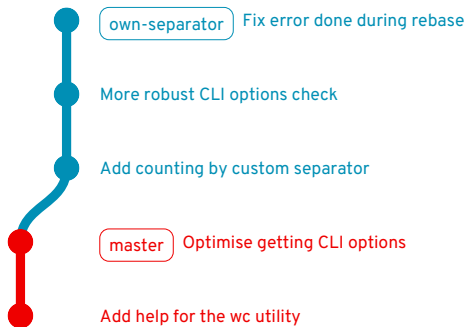 own-separator Fix error done during rebase
More robust CLI options check
Add counting by custom separator
master Optimise getting CLI options
Add help for the wc utility